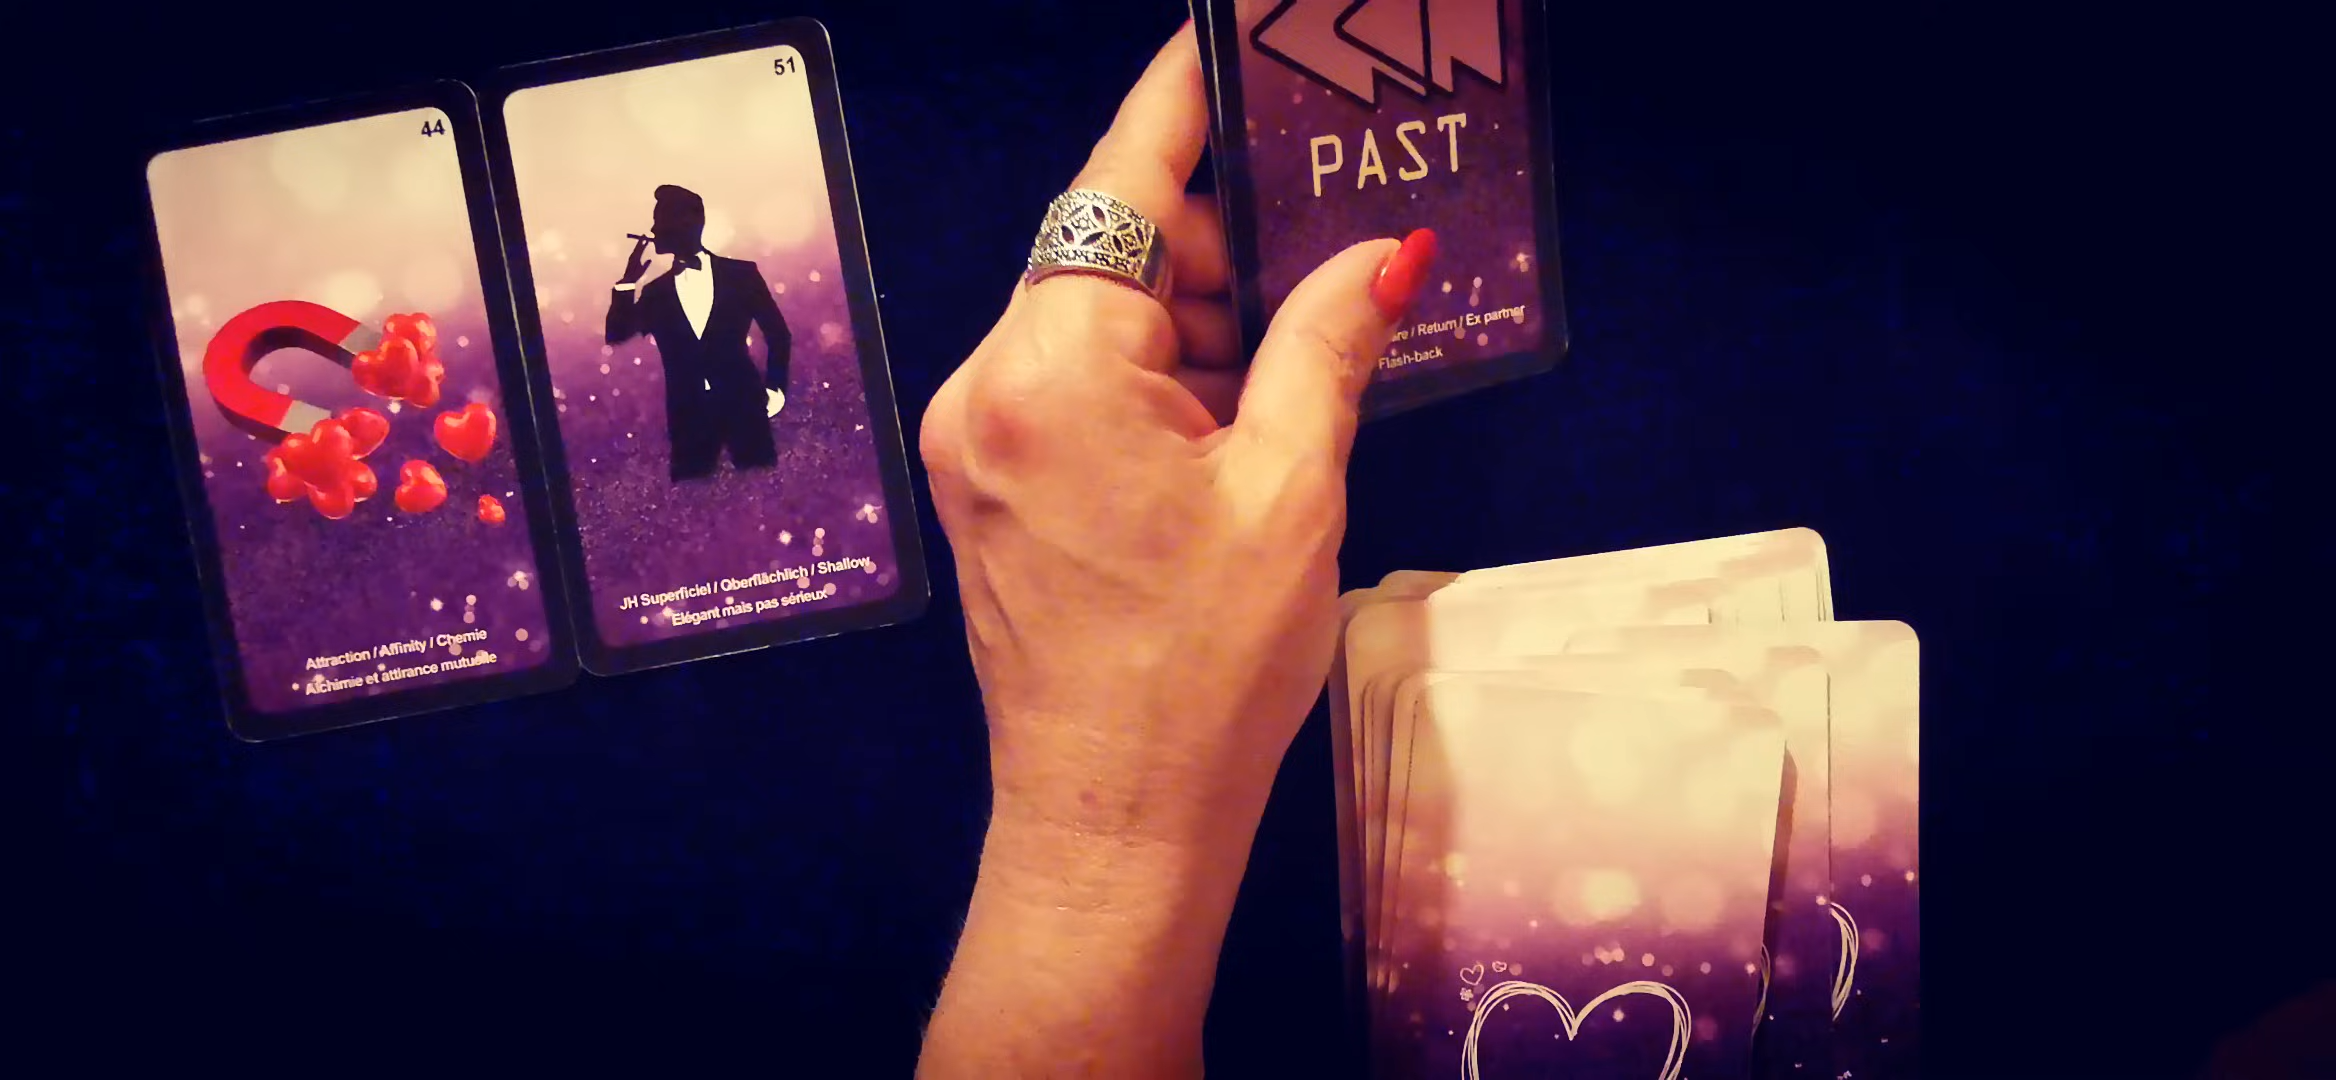 44
Attraction / Affinity / Chemie
Alchimie et attirance mutuelle
51
JH Superficiel / Oberflächlich / Shallow
Elégant mais pas sérieux
PAST
/ Return / Ex partner
Flash-back